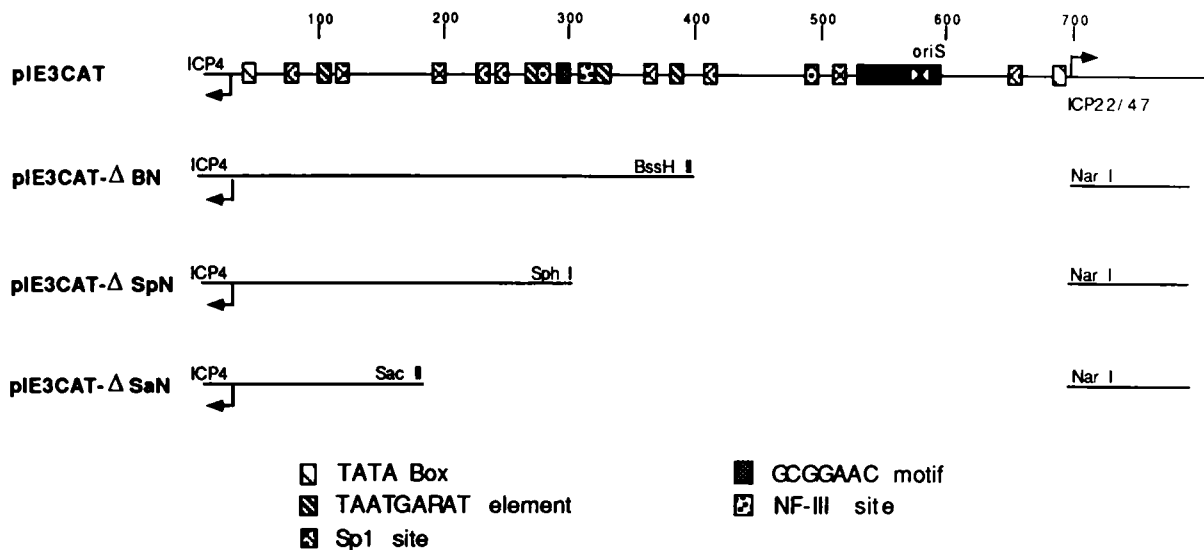 100 200 300 400 500 600 700
oriS
pIE3CAT ICP4
ICP22/47
pIE3CAT-Δ BN ICP4 BssH II Nar I
pIE3CAT-Δ SpN ICP4 Sph I Nar I
pIE3CAT-Δ SaN ICP4 Sac II Nar I
TATA Box GCGGAAC motif
TAATGARAT element NF-III site
Sp1 site